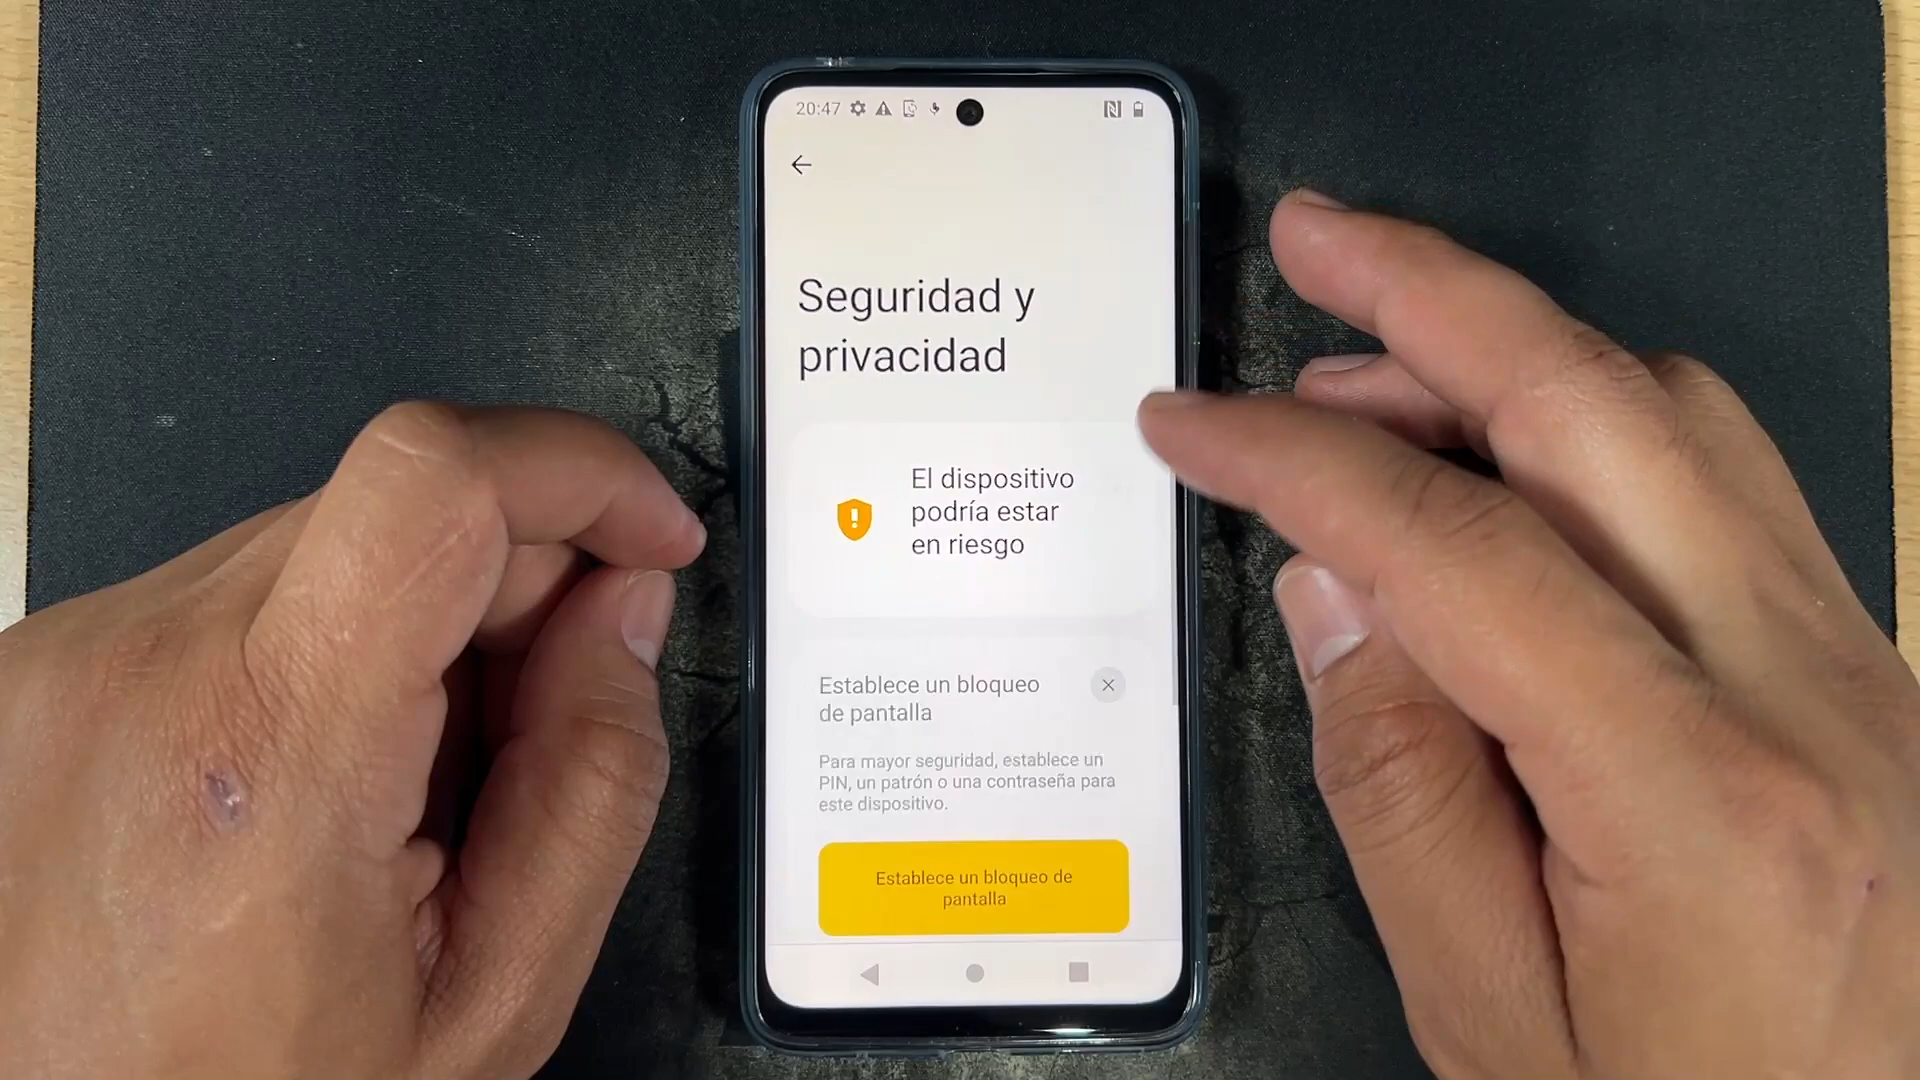 20:47
Seguridad y
privacidad
El dispositivo
podría estar
en riesgo
Establece un bloqueo
de pantalla
Para mayor seguridad, establece un
PIN, un patrón o una contraseña para
este dispositivo.
Establece un bloqueo de
pantalla